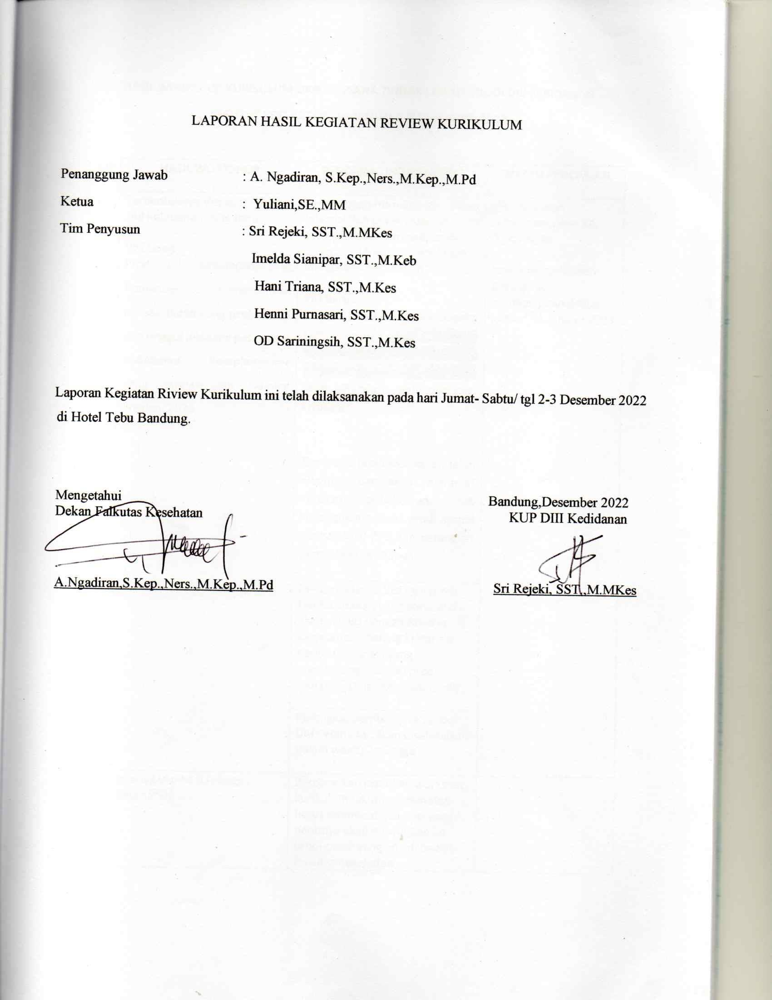 LAPORAN HASIL KEGIATAN REVIEW KURIKULUM
Penanggung Jawab : A. Ngadiran, S.Kep.,Ners.,M.Kep.,M.Pd
Ketua : Yuliani,SE.,MM
Tim Penyusun : Sri Rejeki, SST.,M.MKes
Imelda Sianipar, SST.,M.Keb
Hani Triana, SST.,M.Kes
Henni Purnasari, SST.,M.Kes
OD Sariningsih, SST.,M.Kes
Laporan Kegiatan Riview Kurikulum ini telah dilaksanakan pada hari Jumat- Sabtu/ tgl 2-3 Desember 2022
di Hotel Tebu Bandung.
Mengetahui
Dekan Falkutas Kesehatan
A.Ngadiran,S.Kep.,Ners.,M.Kep.,M.Pd
Bandung,Desember 2022
KUP DIII Kedidanan
Sri Rejeki, SST.,M.MKes